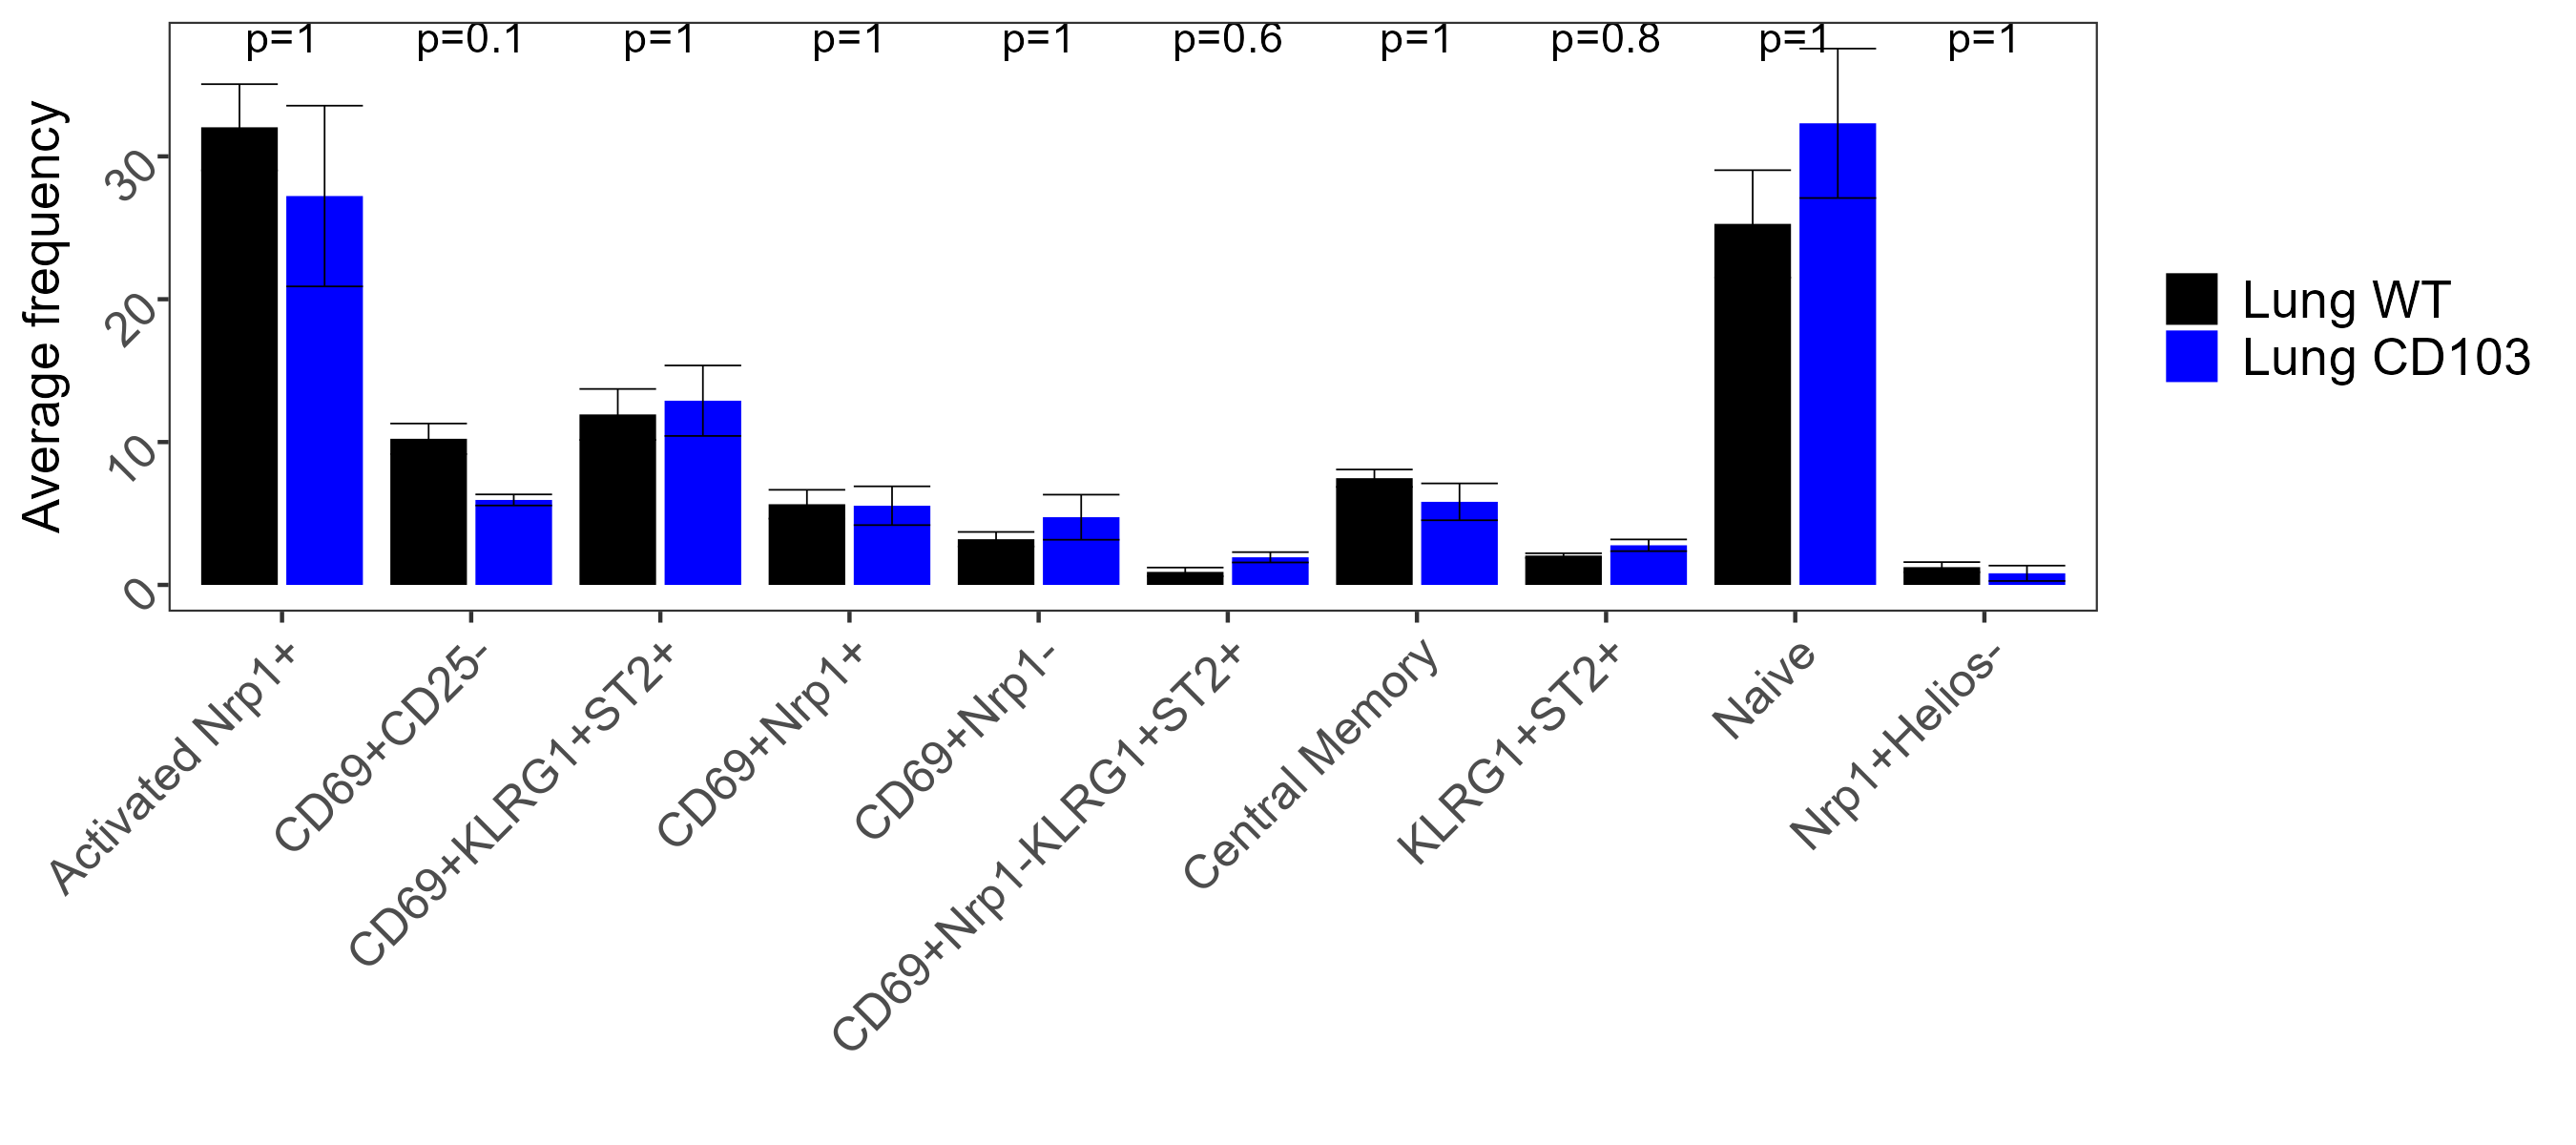 p=1 p=0.1 p=1 p=1 p=1 p=0.6 p=1 p=0.8 p=1 p=1
Average frequency
30
20
10
0
Activated Nrp1+
CD69+CD25-
CD69+KLRG1+ST2+
CD69+Nrp1+
CD69+Nrp1-
CD69+Nrp1-KLRG1+ST2+
Central Memory
KLRG1+ST2+
Naive
Nrp1+Helios-
Lung WT
Lung CD103